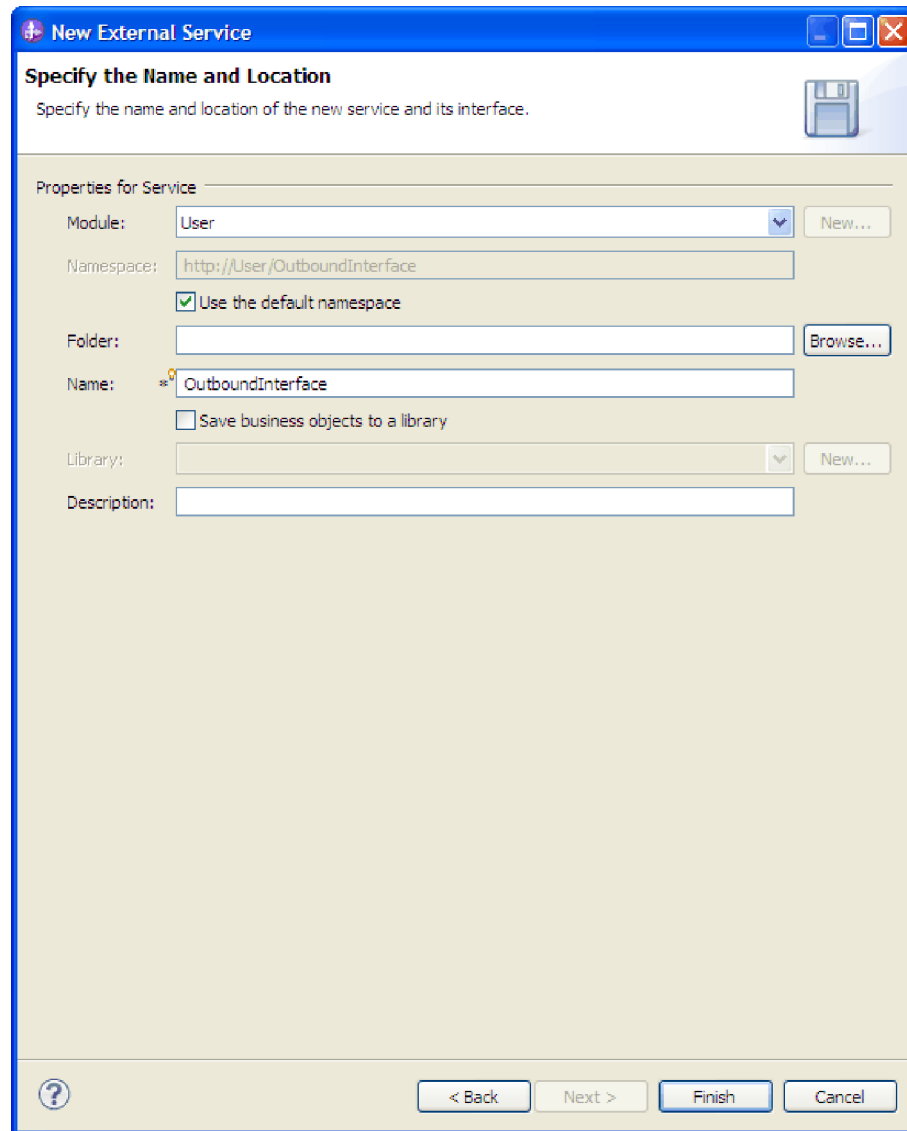 New External Service
Specify the Name and Location
Specify the name and location of the new service and its interface.
Properties for Service
Module: User New...
Namespace: http://User/OutboundInterface
Use the default namespace
Folder: Browse...
Name: * OutboundInterface
Save business objects to a library
Library: New...
Description:
? < Back Next > Finish Cancel